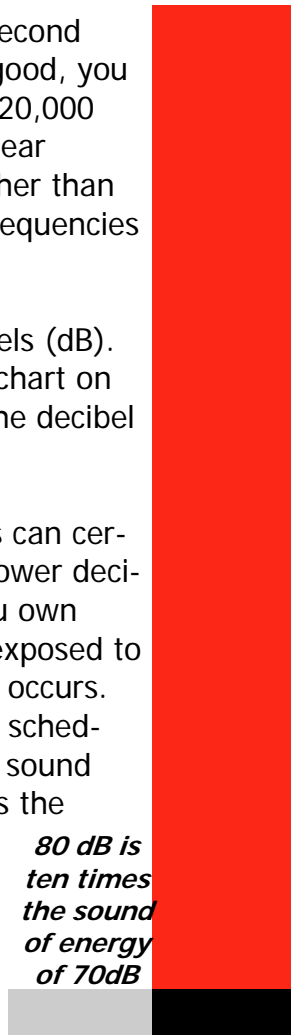 econd
good, you
20,000
ear
her than
equencies
els (dB).
chart on
he decibel
s can cer-
ower deci-
u own
exposed to
occurs.
sched-
sound
s the
80 dB is
ten times
the sound
of energy
of 70dB